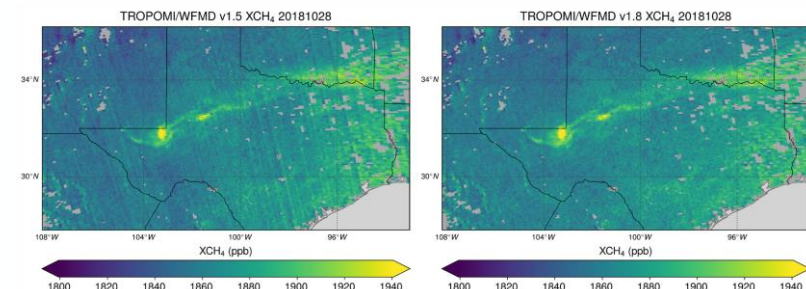 TROPOMI/WFMD v1.5 XCH₄ 20181028
34°N
30°N
108°W 104°W 100°W 96°W
XCH₄ (ppb)
1800 1820 1840 1860 1880 1900 1920 1940
TROPOMI/WFMD v1.8 XCH₄ 20181028
34°N
30°N
108°W 104°W 100°W 96°W
XCH₄ (ppb)
1800 1820 1840 1860 1880 1900 1920 1940